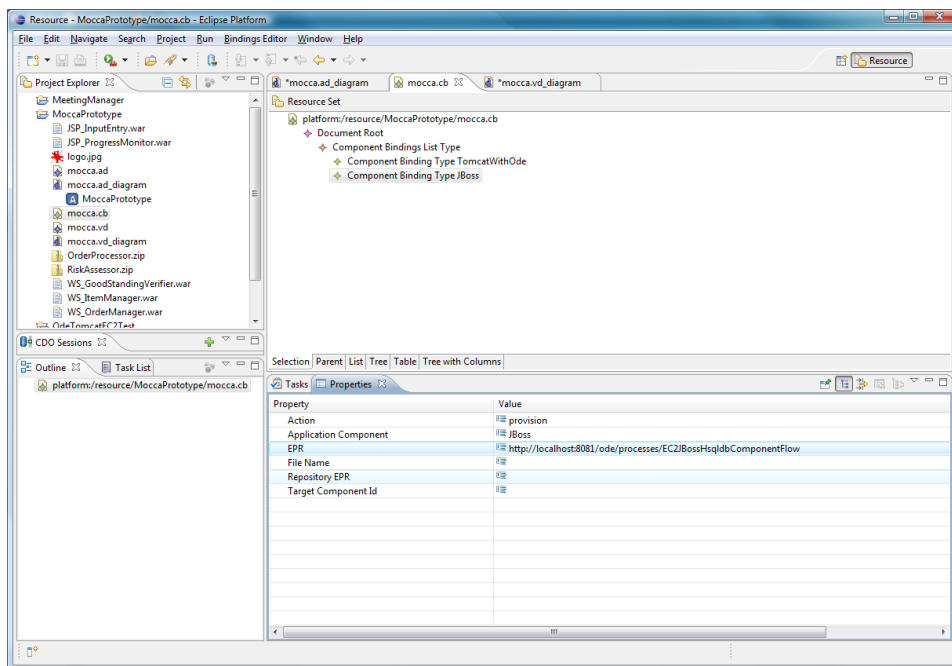 Resource - MoccaPrototype/mocca.cb - Eclipse Platform
File Edit Navigate Search Project Run Bindings Editor Window Help
Resource
Project Explorer
MeetingManager
MoccaPrototype
JSP_InputEntry.war
JSP_ProgressMonitor.war
logo.jpg
mocca.ad
mocca.ad_diagram
MoccaPrototype
mocca.cb
mocca.vd
mocca.vd_diagram
OrderProcessor.zip
RiskAssessor.zip
WS_GoodStandingVerifier.war
WS_ItemManager.war
WS_OrderManager.war
OdeTomcatEC2Test
CDO Sessions
Outline Task List
platform:/resource/MoccaPrototype/mocca.cb
*mocca.ad_diagram mocca.cb *mocca.vd_diagram
Resource Set
platform:/resource/MoccaPrototype/mocca.cb
Document Root
Component Bindings List Type
Component Binding Type TomcatWithOde
Component Binding Type JBoss
Selection Parent List Tree Table Tree with Columns
Tasks Properties
Property Value
Action provision
Application Component JBoss
EPR http://localhost:8081/ode/processes/EC2JBossHsqldbComponentFlow
File Name
Repository EPR
Target Component Id